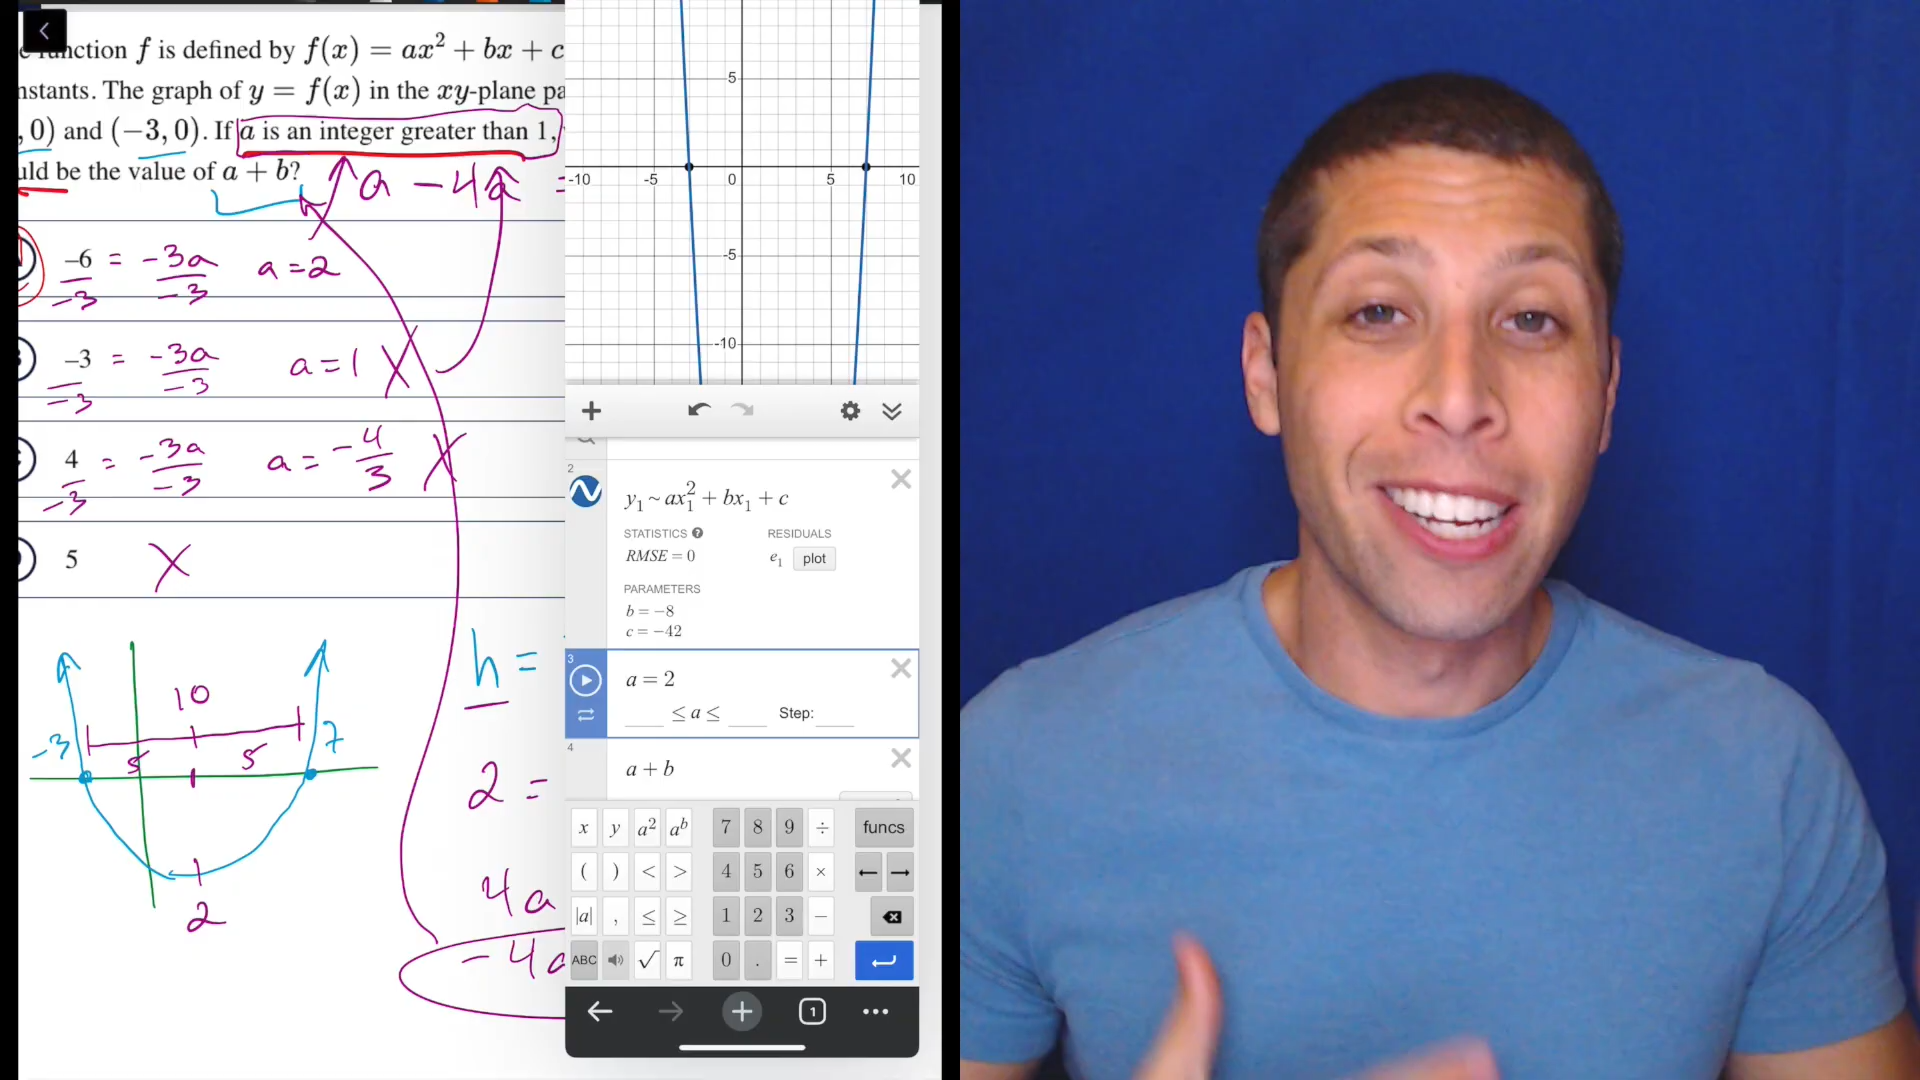 function f is defined by f(x) = ax² + bx + c
nstants. The graph of y = f(x) in the xy-plane pa
, 0) and (−3, 0). If a is an integer greater than 1,
uld be the value of a + b?
a − 4a =
–6 = -3a a = 2
-3 -3
–3 = -3a a = 1 X
-3 -3
4 = -3a a = -4/3 X
-3 -3
5 X
10
-3 5 5 7
2
h =
2 =
4a
-4a
5
-10 -5 0 5 10
-5
-10
2
y₁ ~ ax₁² + bx₁ + c
STATISTICS RESIDUALS
RMSE = 0 e₁ plot
PARAMETERS
b = −8
c = −42
3
a = 2
≤ a ≤ Step:
4
a + b
x y a² aᵇ 7 8 9 ÷ funcs
( ) < > 4 5 6 × ← →
|a| , ≤ ≥ 1 2 3 −
ABC √ π 0 . = +
1